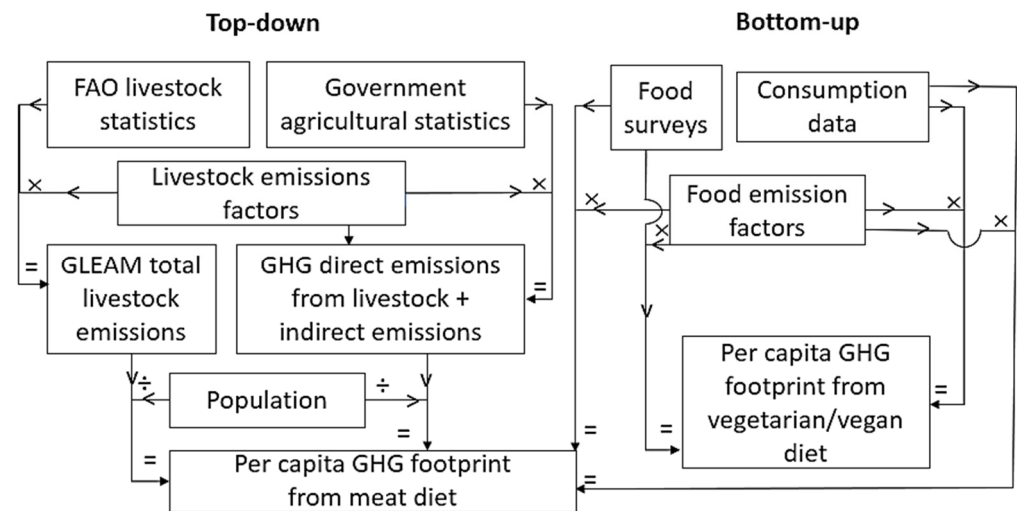 Top-down
Bottom-up
FAO livestock
statistics
Government
agricultural statistics
Food
surveys
Consumption
data
Livestock emissions
factors
× ×
Food emission
factors
× × × ×
GLEAM total
livestock
emissions
GHG direct emissions
from livestock +
indirect emissions
= =
Population
÷ ÷
Per capita GHG
footprint from
vegetarian/vegan
diet
= =
Per capita GHG footprint
from meat diet
= = = =